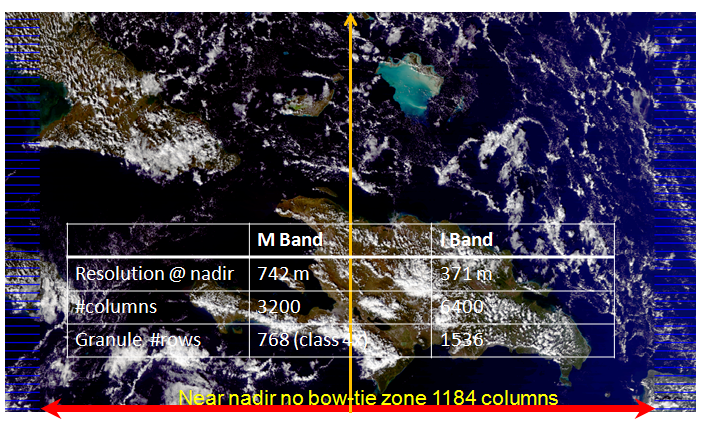 M Band I Band
Resolution @ nadir 742 m 371 m
#columns 3200 6400
Granule #rows 768 (class 48) 1536
Near nadir no bow-tie zone 1184 columns